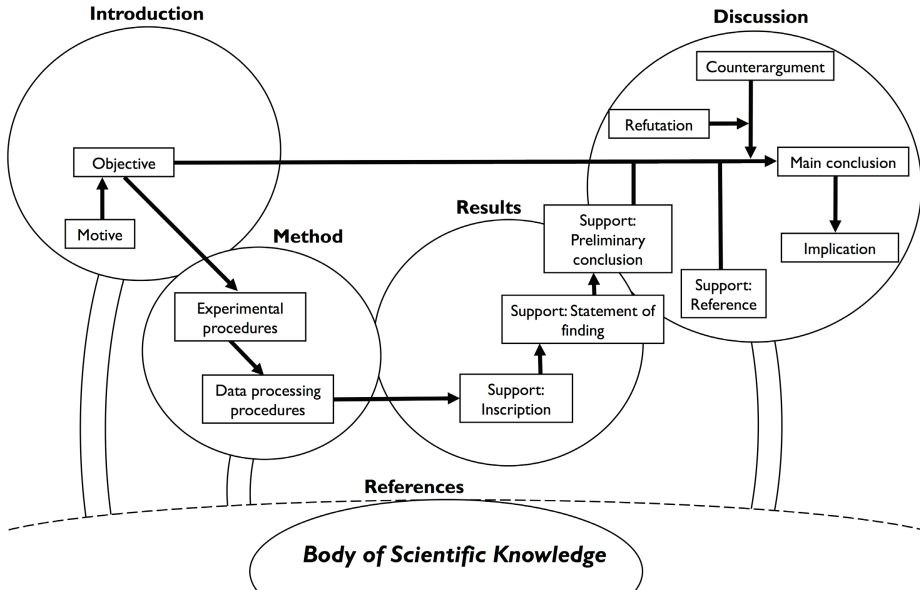 Introduction
Discussion
Counterargument
Refutation
Objective
Main conclusion
Motive
Method
Results
Support:
Preliminary
conclusion
Implication
Support:
Reference
Experimental
procedures
Support: Statement of
finding
Data processing
procedures
Support:
Inscription
References
Body of Scientific Knowledge